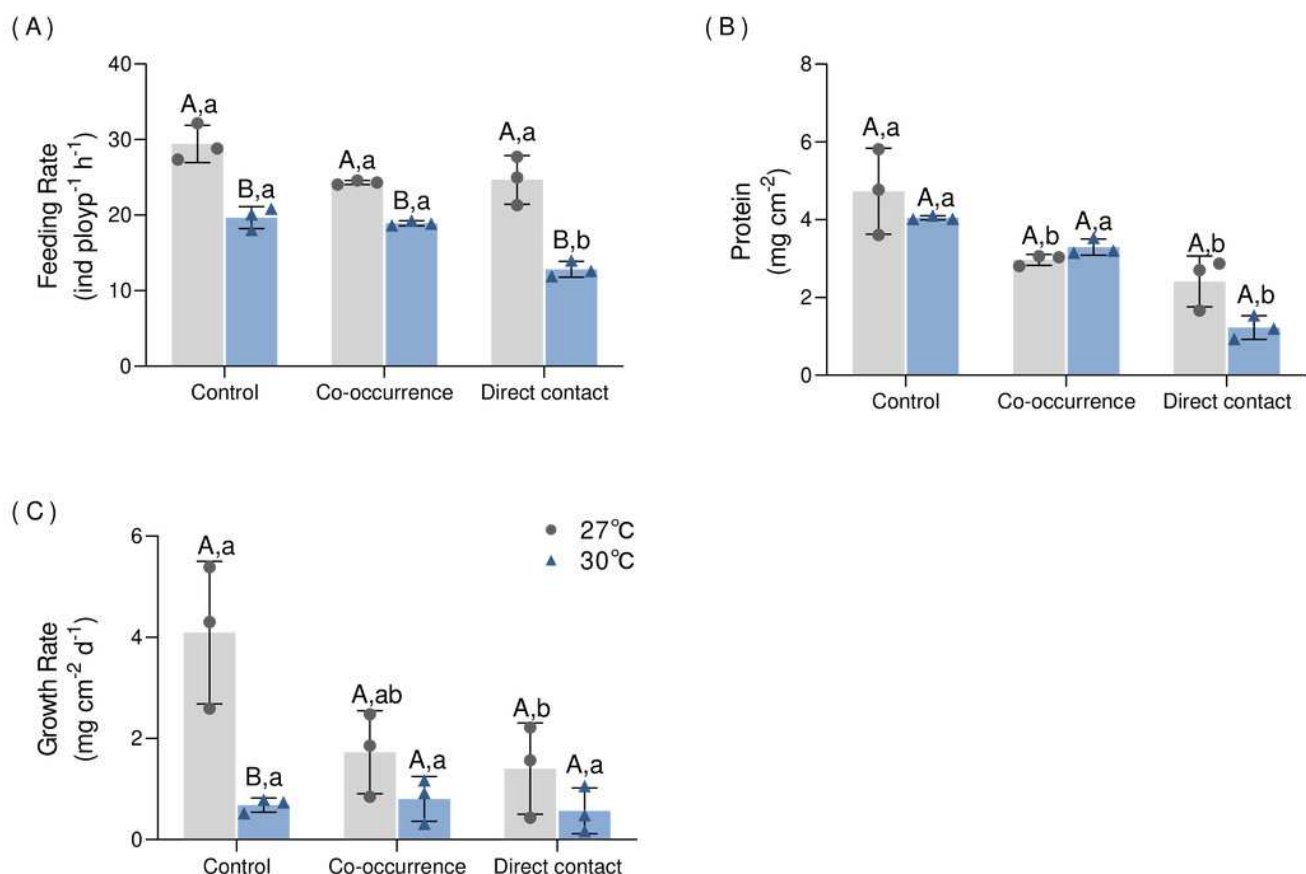 ( A )
Feeding Rate
(ind ployp⁻¹ h⁻¹)
40
30
20
10
0
A,a
B,a
A,a
B,a
A,a
B,b
Control
Co-occurrence
Direct contact
( B )
Protein
(mg cm⁻²)
8
6
4
2
0
A,a
A,a
A,b
A,a
A,b
A,b
Control
Co-occurrence
Direct contact
( C )
Growth Rate
(mg cm⁻² d⁻¹)
6
4
2
0
A,a
B,a
A,ab
A,a
A,b
A,a
27℃
30℃
Control
Co-occurrence
Direct contact